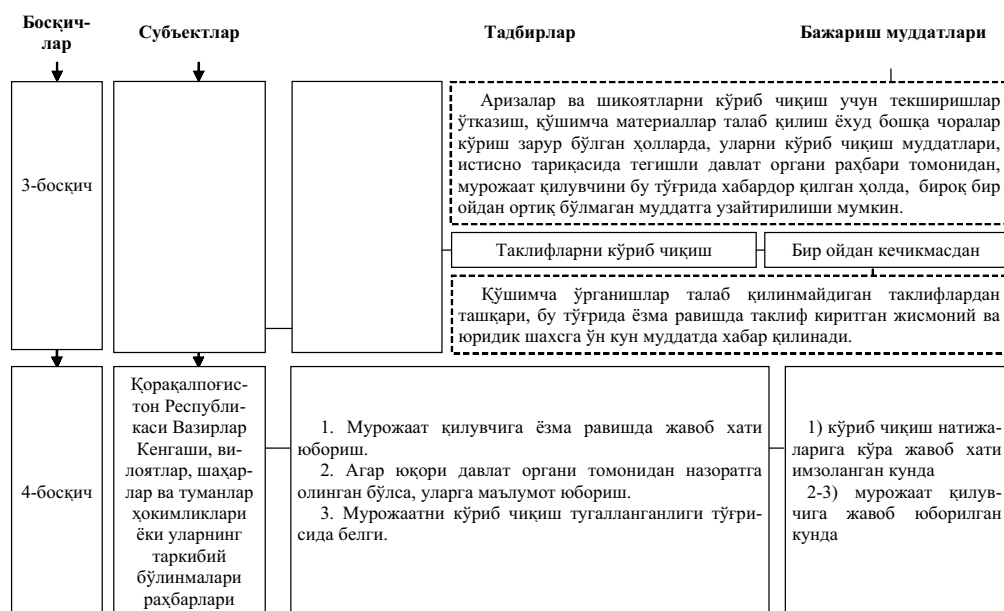 Босқич-
лар
Субъектлар
Тадбирлар
Бажариш муддатлари
3-босқич
Аризалар ва шикоятларни кўриб чиқиш учун текширишлар
ўтказиш, қўшимча материаллар талаб қилиш ёхуд бошқа чоралар
кўриш зарур бўлган ҳолларда, уларни кўриб чиқиш муддатлари,
истисно тариқасида тегишли давлат органи раҳбари томонидан,
мурожаат қилувчини бу тўғрида хабардор қилган ҳолда, бироқ бир
ойдан ортиқ бўлмаган муддатга узайтирилиши мумкин.
Таклифларни кўриб чиқиш
Бир ойдан кечикмасдан
Қўшимча ўрганишлар талаб қилинмайдиган таклифлардан
ташқари, бу тўғрида ёзма равишда таклиф киритган жисмоний ва
юридик шахсга ўн кун муддатда хабар қилинади.
4-босқич
Қорақалпоғис-
тон Республи-
каси Вазирлар
Кенгаши, ви-
лоятлар, шаҳар-
лар ва туманлар
ҳокимликлари
ёки уларнинг
таркибий
бўлинмалари
раҳбарлари
1. Мурожаат қилувчига ёзма равишда жавоб хати
юбориш.
2. Агар юқори давлат органи томонидан назоратга
олинган бўлса, уларга маълумот юбориш.
3. Мурожаатни кўриб чиқиш тугалланганлиги тўғри-
сида белги.
1) кўриб чиқиш натижа-
ларига кўра жавоб хати
имзоланган кунда
2-3) мурожаат қилув-
чига жавоб юборилган
кунда